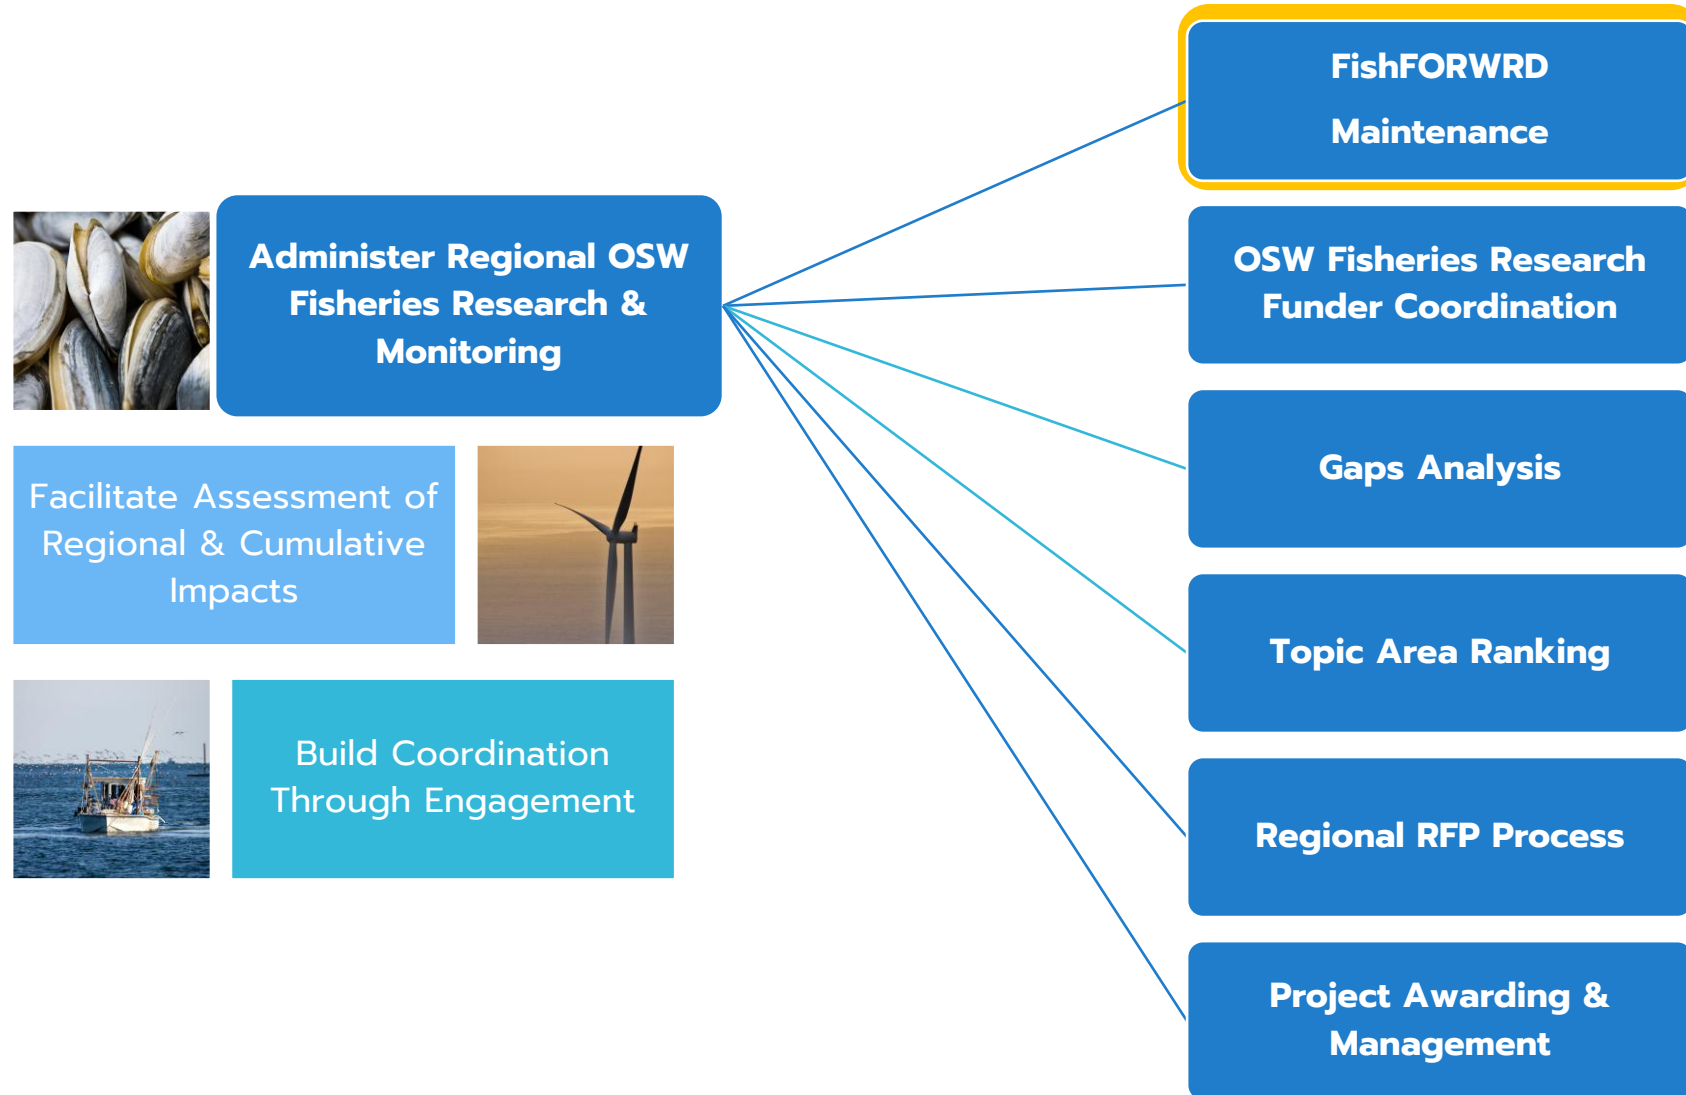 Administer Regional OSW
Fisheries Research &
Monitoring
Facilitate Assessment of
Regional & Cumulative
Impacts
Build Coordination
Through Engagement
FishFORWRD
Maintenance
OSW Fisheries Research
Funder Coordination
Gaps Analysis
Topic Area Ranking
Regional RFP Process
Project Awarding &
Management